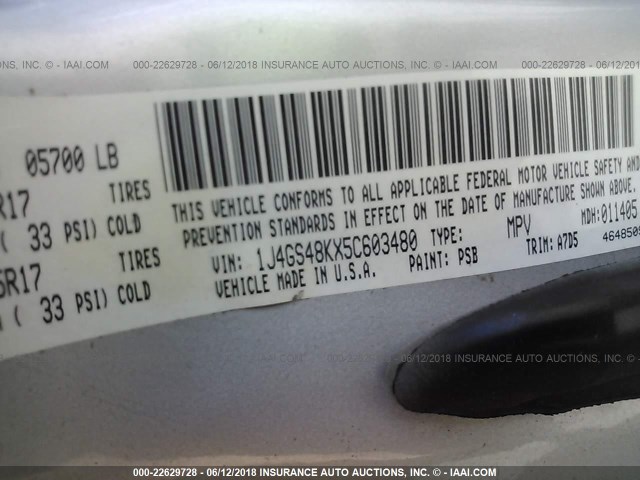 INSURANCE AUTO AUCTIONS, INC. - © IAAI.COM 000-22629728 - 06/12/2018 INSURANCE AUTO AUCTIONS, INC. - © IAAI.COM 000-22629728
05700 LB
R17 TIRES
( 33 PSI) COLD
5R17 TIRES
( 33 PSI) COLD
THIS VEHICLE CONFORMS TO ALL APPLICABLE FEDERAL MOTOR VEHICLE SAFETY AND
PREVENTION STANDARDS IN EFFECT ON THE DATE OF MANUFACTURE SHOWN ABOVE
VIN: 1J4GS48KX5C603480 TYPE: MPV MDH:011405
VEHICLE MADE IN U.S.A. PAINT: PSB TRIM: A7D5 4648505
06/12/2018 INSURANCE AUTO AUCTIONS, INC. - © IAAI.COM
000-22629728 - 06/12/2018 INSURANCE AUTO AUCTIONS, INC. - © IAAI.COM